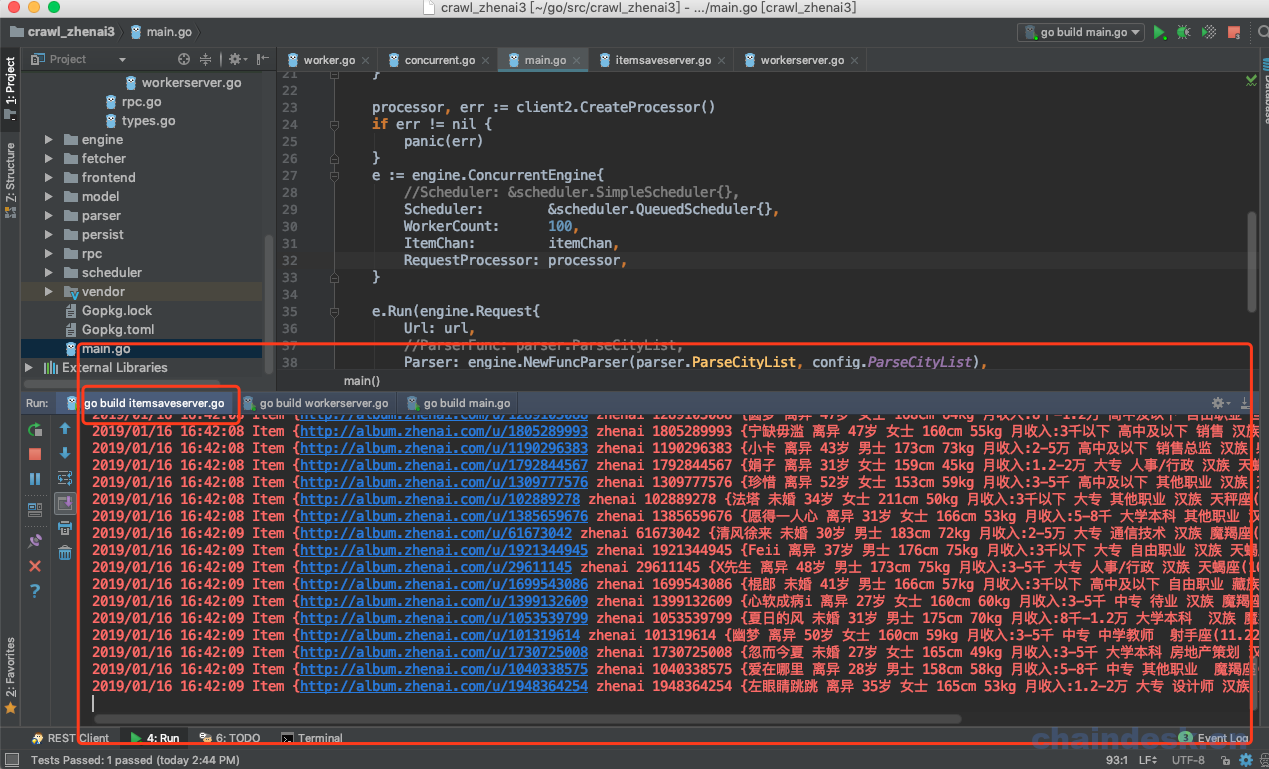 crawl_zhenai3 [~/go/src/crawl_zhenai3] - .../main.go [crawl_zhenai3]
crawl_zhenai3 main.go go build main.go
Project worker.go concurrent.go main.go itemsaveserver.go workerserver.go
1: Project
Z: Structure
2: Favorites
Database
workerserver.go
rpc.go
types.go
engine
fetcher
frontend
model
parser
persist
rpc
scheduler
vendor
Gopkg.lock
Gopkg.toml
main.go
External Libraries
21 }
22
23 processor, err := client2.CreateProcessor()
24 if err != nil {
25 panic(err)
26 }
27 e := engine.ConcurrentEngine{
28 //Scheduler: &scheduler.SimpleScheduler{},
29 Scheduler: &scheduler.QueuedScheduler{},
30 WorkerCount: 100,
31 ItemChan: itemChan,
32 RequestProcessor: processor,
33 }
34
35 e.Run(engine.Request{
36 Url: url,
37 //ParserFunc: parser.ParseCityList,
38 Parser: engine.NewFuncParser(parser.ParseCityList, config.ParseCityList),
main()
Run: go build itemsaveserver.go go build workerserver.go go build main.go
2019/01/16 16:42:08 Item {http://album.zhenai.com/u/1289105088 zhenai 1289105088 {幽梦 离异 47岁 女士 160cm 64kg 月收入:8千-1.2万 高中及以下 自由职业
2019/01/16 16:42:08 Item {http://album.zhenai.com/u/1805289993 zhenai 1805289993 {宁缺毋滥 离异 47岁 女士 160cm 55kg 月收入:3千以下 高中及以下 销售 汉族
2019/01/16 16:42:08 Item {http://album.zhenai.com/u/1190296383 zhenai 1190296383 {小卡 离异 43岁 男士 173cm 73kg 月收入:2-5万 高中及以下 销售总监 汉族
2019/01/16 16:42:08 Item {http://album.zhenai.com/u/1792844567 zhenai 1792844567 {娟子 离异 31岁 女士 159cm 45kg 月收入:1.2-2万 大专 人事/行政 汉族 天蝎
2019/01/16 16:42:08 Item {http://album.zhenai.com/u/1309777576 zhenai 1309777576 {珍惜 离异 52岁 女士 153cm 59kg 月收入:3-5千 高中及以下 其他职业 汉族
2019/01/16 16:42:08 Item {http://album.zhenai.com/u/102889278 zhenai 102889278 {法塔 未婚 34岁 女士 211cm 50kg 月收入:3千以下 大专 其他职业 汉族 天秤座(
2019/01/16 16:42:08 Item {http://album.zhenai.com/u/1385659676 zhenai 1385659676 {愿得一人心 离异 31岁 女士 166cm 53kg 月收入:5-8千 大学本科 其他职业 汉
2019/01/16 16:42:09 Item {http://album.zhenai.com/u/61673042 zhenai 61673042 {清风徐来 未婚 30岁 男士 183cm 72kg 月收入:2-5万 大专 通信技术 汉族 魔羯座(
2019/01/16 16:42:09 Item {http://album.zhenai.com/u/1921344945 zhenai 1921344945 {Feii 离异 37岁 男士 176cm 75kg 月收入:3千以下 大专 自由职业 汉族 天蝎
2019/01/16 16:42:09 Item {http://album.zhenai.com/u/29611145 zhenai 29611145 {X先生 离异 48岁 男士 173cm 75kg 月收入:3-5千 大专 人事/行政 汉族 天蝎座(10
2019/01/16 16:42:09 Item {http://album.zhenai.com/u/1699543086 zhenai 1699543086 {棍郎 未婚 41岁 男士 166cm 57kg 月收入:3千以下 高中及以下 自由职业 藏族
2019/01/16 16:42:09 Item {http://album.zhenai.com/u/1399132609 zhenai 1399132609 {心软成病i 离异 27岁 女士 160cm 60kg 月收入:3-5千 中专 待业 汉族 魔羯座
2019/01/16 16:42:09 Item {http://album.zhenai.com/u/1053539799 zhenai 1053539799 {夏日的风 未婚 31岁 男士 175cm 70kg 月收入:8千-1.2万 大学本科 汉族 魔
2019/01/16 16:42:09 Item {http://album.zhenai.com/u/101319614 zhenai 101319614 {幽梦 离异 50岁 女士 160cm 59kg 月收入:3-5千 中专 中学教师 射手座(11.22
2019/01/16 16:42:09 Item {http://album.zhenai.com/u/1730725008 zhenai 1730725008 {忽而今夏 未婚 27岁 女士 165cm 49kg 月收入:3-5千 大学本科 房地产策划 汉
2019/01/16 16:42:09 Item {http://album.zhenai.com/u/1040338575 zhenai 1040338575 {爱在哪里 离异 28岁 男士 158cm 58kg 月收入:5-8千 中专 其他职业 魔羯座
2019/01/16 16:42:09 Item {http://album.zhenai.com/u/1948364254 zhenai 1948364254 {左眼睛跳跳 离异 35岁 女士 165cm 53kg 月收入:1.2-2万 大专 设计师 汉族
REST Client 4: Run 6: TODO Terminal 3 Event Log
chaindesk.cn
Tests Passed: 1 passed (today 2:44 PM) 93:1 LF UTF-8